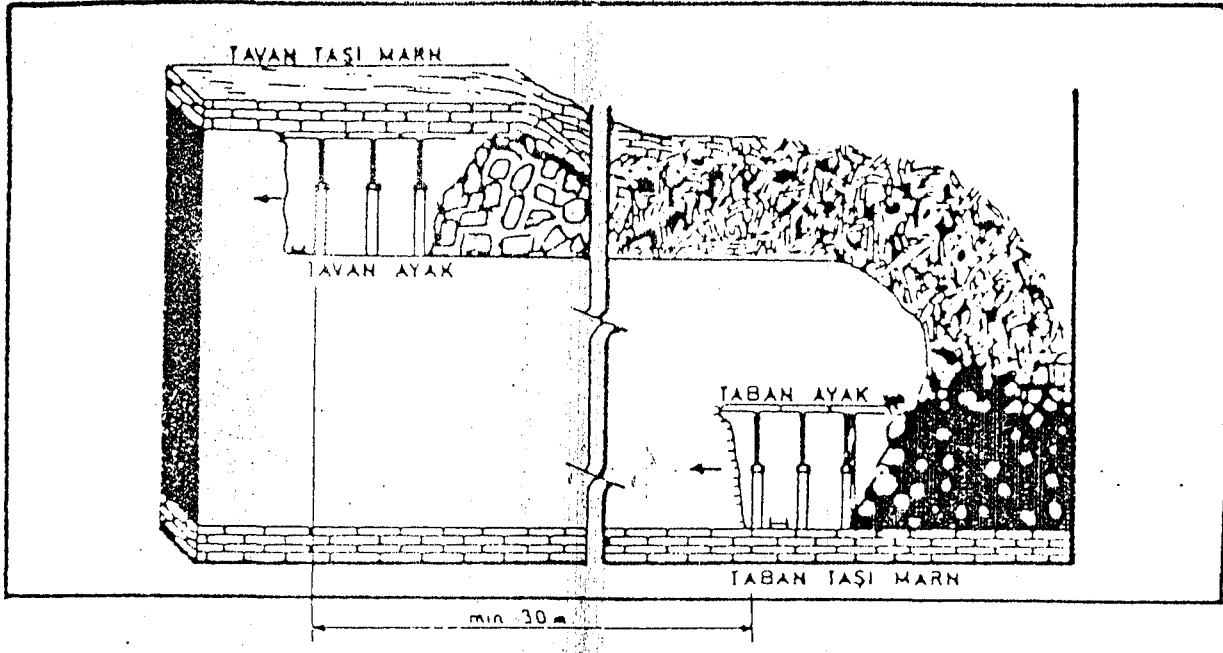 TAVAN TAŞI MARN
TAVAN AYAK
TABAN AYAK
TABAN TAŞI MARN
min 30 m